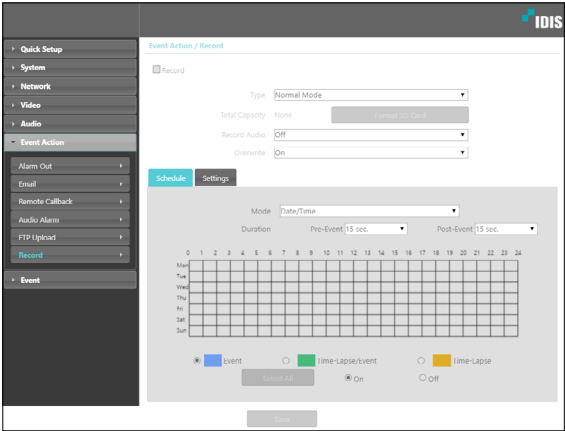 IDIS
Quick Setup
System
Network
Video
Audio
Event Action
Alarm Out
Email
Remote Callback
Audio Alarm
FTP Upload
Record
Event
Event Action / Record
Record
Type Normal Mode
Total Capacity None Format SD Card
Record Audio Off
Overwrite On
Schedule Settings
Mode Date/Time
Duration Pre-Event 15 sec. Post-Event 15 sec.
0 1 2 3 4 5 6 7 8 9 10 11 12 13 14 15 16 17 18 19 20 21 22 23 24
Mon
Tue
Wed
Thu
Fri
Sat
Sun
Event Time-Lapse/Event Time-Lapse
Select All On Off
Save